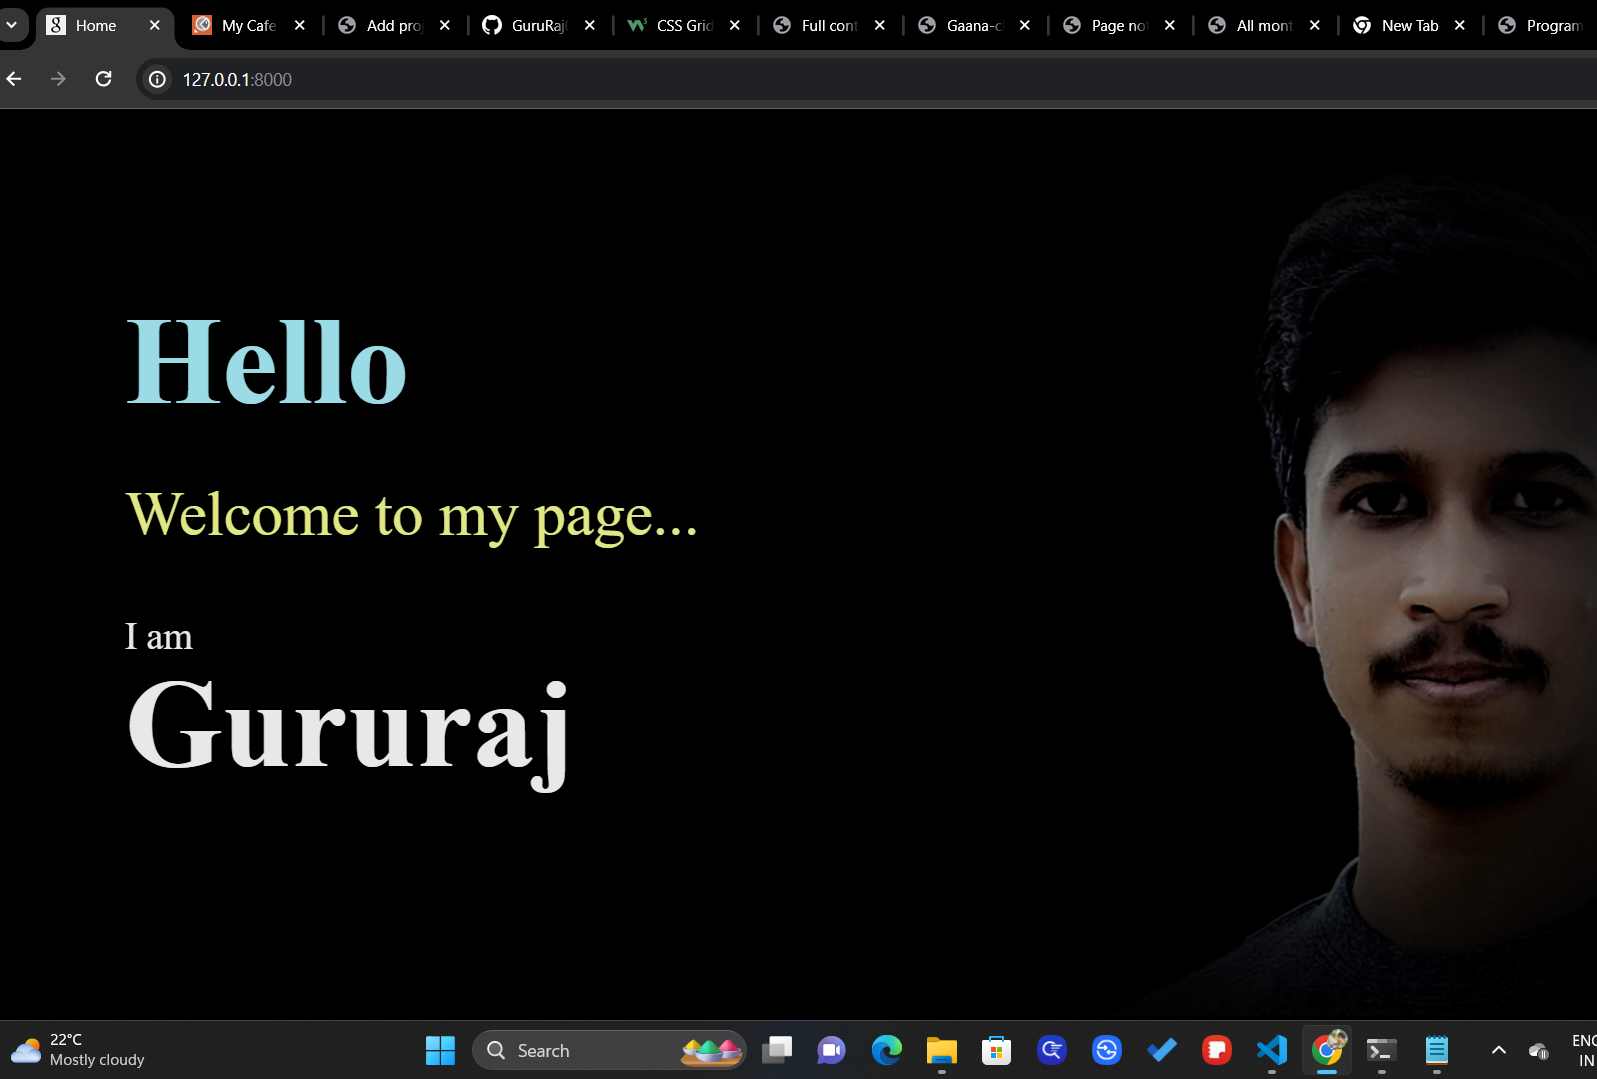 Home
My Cafe
Add proj
GuruRaj
CSS Grid
Full cont
Gaana-c
Page not
All mont
New Tab
Program
127.0.0.1:8000
Hello
Welcome to my page...
I am
Gururaj
22°C
Mostly cloudy
Search
ENG
IN